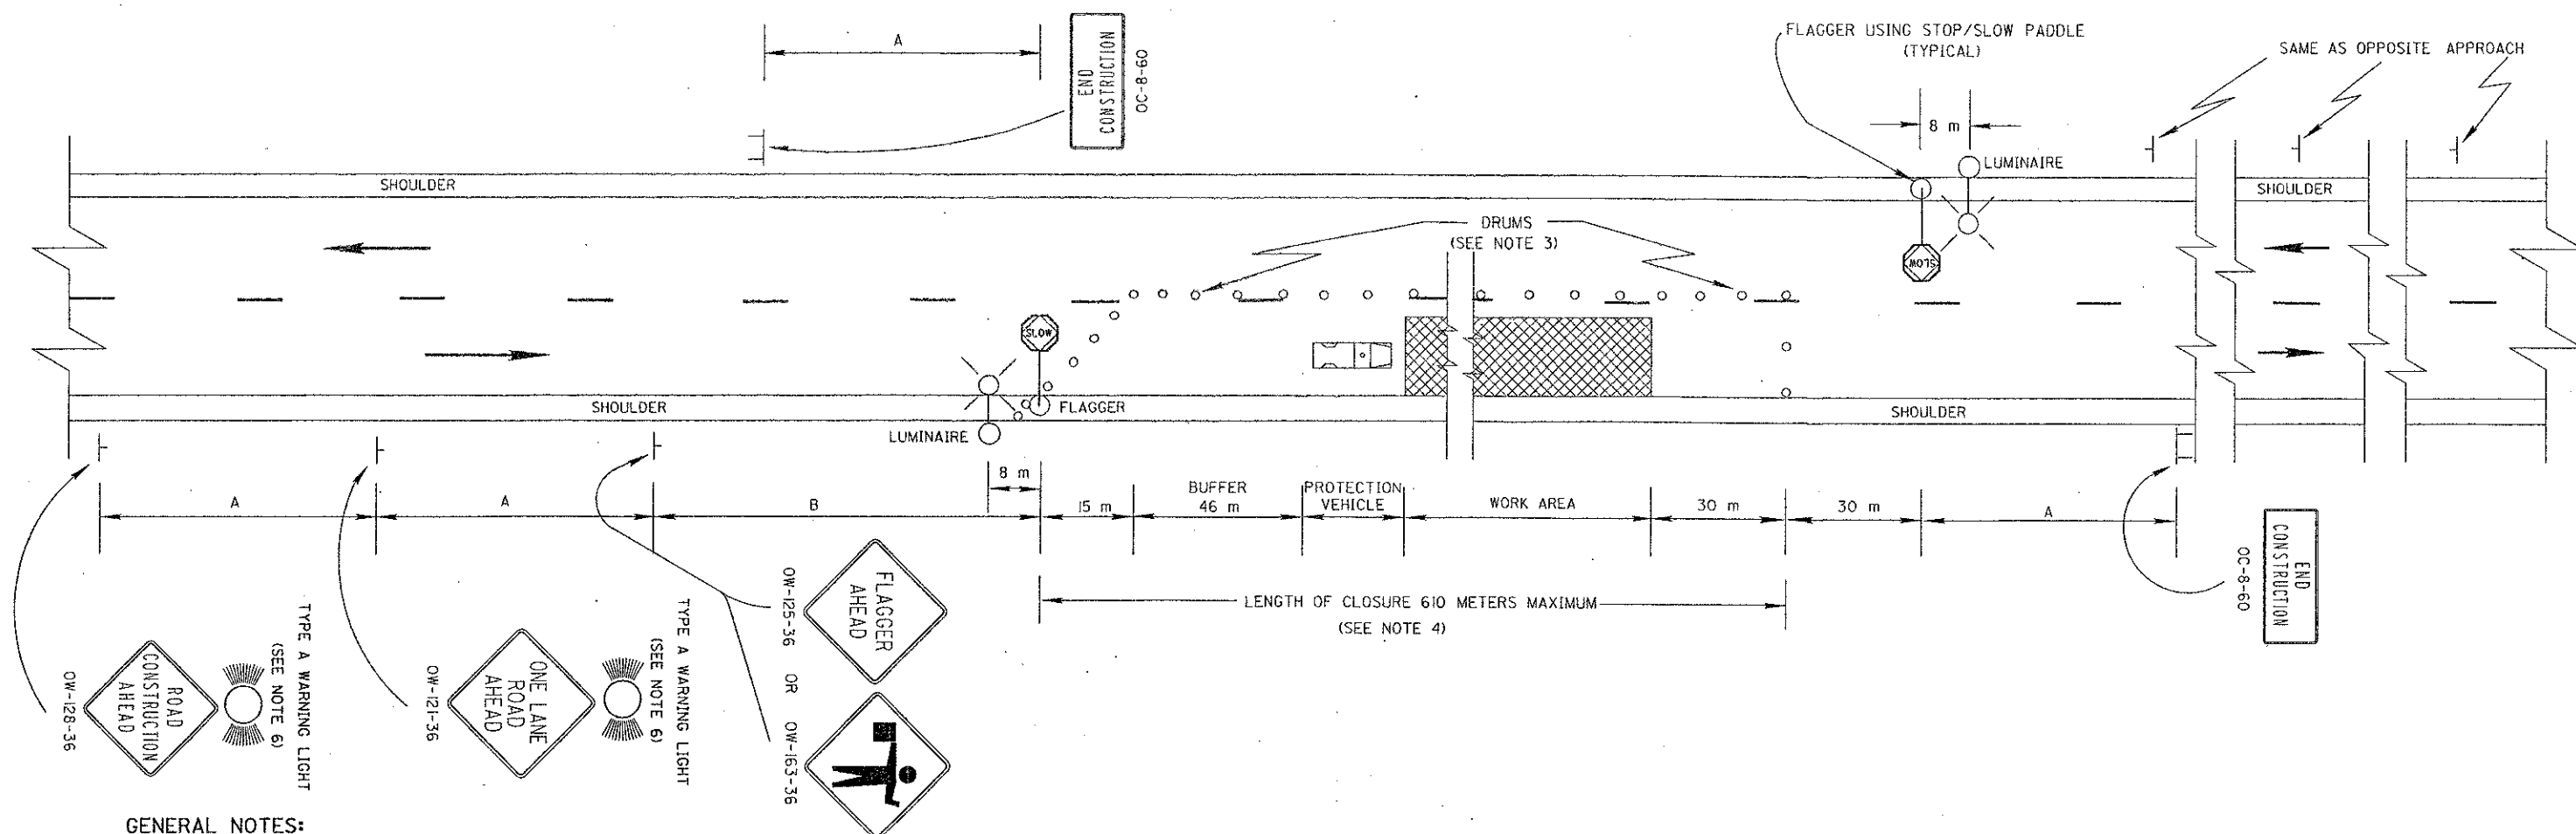 A
END
CONSTRUCTION
OC-8-60
FLAGGER USING STOP/SLOW PADDLE
(TYPICAL)
SAME AS OPPOSITE APPROACH
8 m
LUMINAIRE
SHOULDER
SHOULDER
DRUMS
(SEE NOTE 3)
SLOW
SLOW
SHOULDER
FLAGGER
SHOULDER
LUMINAIRE
8 m
A
A
B
15 m
BUFFER
46 m
PROTECTION
VEHICLE
WORK AREA
30 m
30 m
A
END
CONSTRUCTION
OC-8-60
LENGTH OF CLOSURE 610 METERS MAXIMUM
(SEE NOTE 4)
FLAGGER
AHEAD
OW-125-36 OR OW-163-36
TYPE A WARNING LIGHT
(SEE NOTE 6)
ONE LANE
ROAD
AHEAD
OW-121-36
TYPE A WARNING LIGHT
(SEE NOTE 6)
ROAD
CONSTRUCTION
AHEAD
OW-128-36
GENERAL NOTES: